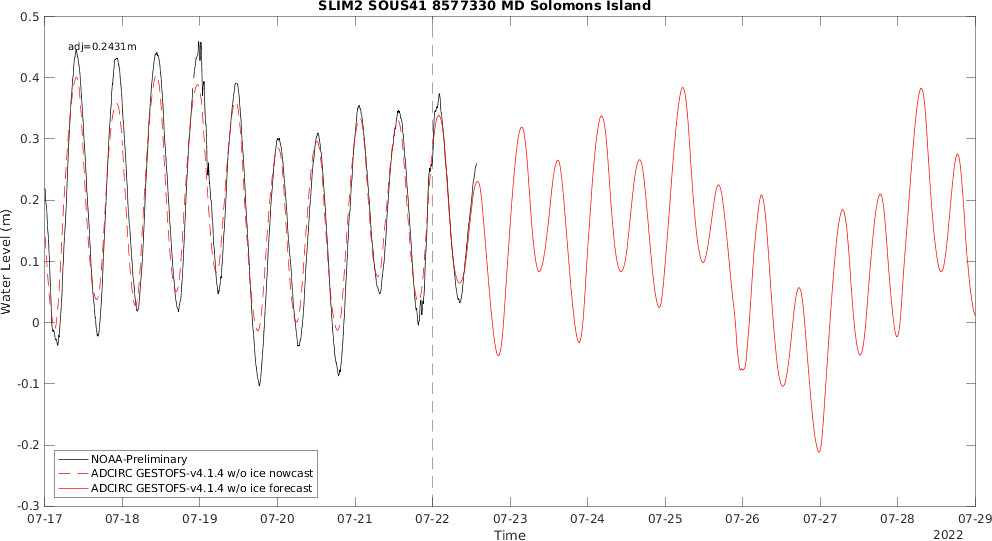 SLIM2 SOUS41 8577330 MD Solomons Island
0.5
adj=0.2431m
0.4
0.3
0.2
0.1
0
-0.1
-0.2
-0.3
Water Level (m)
NOAA-Preliminary
ADCIRC GESTOFS-v4.1.4 w/o ice nowcast
ADCIRC GESTOFS-v4.1.4 w/o ice forecast
07-17 07-18 07-19 07-20 07-21 07-22 07-23 07-24 07-25 07-26 07-27 07-28 07-29
Time
2022